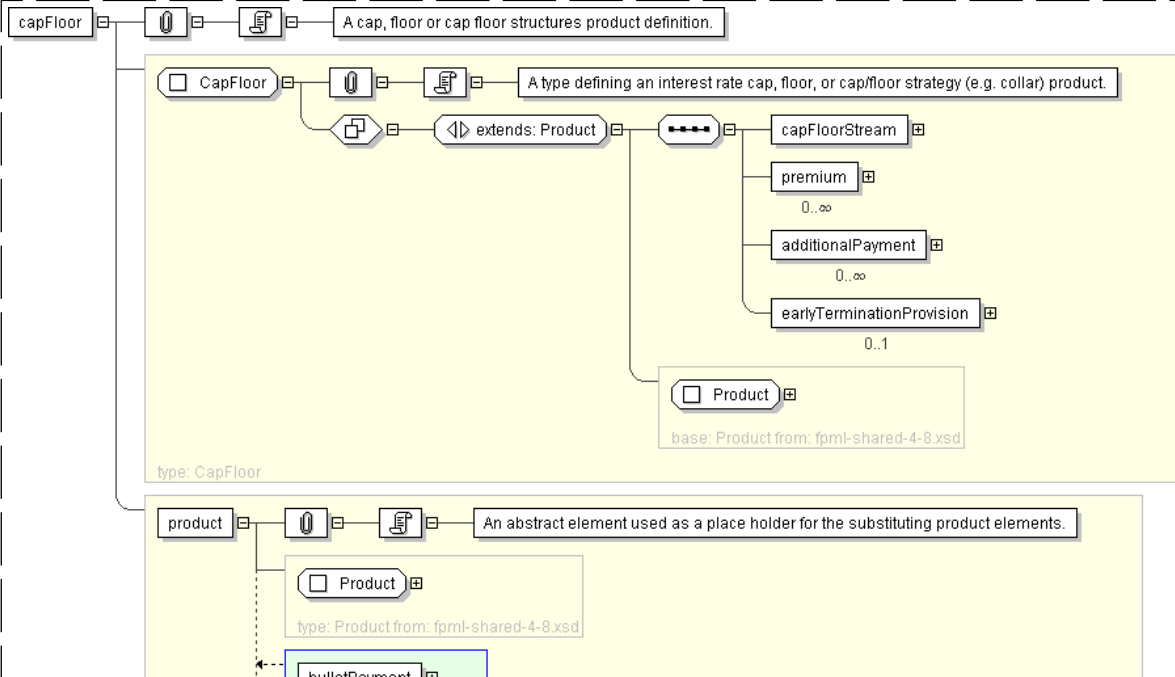 capFloor
A cap, floor or cap floor structures product definition.
CapFloor
A type defining an interest rate cap, floor, or cap/floor strategy (e.g. collar) product.
extends: Product
capFloorStream
premium
0..∞
additionalPayment
0..∞
earlyTerminationProvision
0..1
Product
base: Product from: fpml-shared-4-8.xsd
type: CapFloor
product
An abstract element used as a place holder for the substituting product elements.
Product
type: Product from: fpml-shared-4-8.xsd
bulletPayment